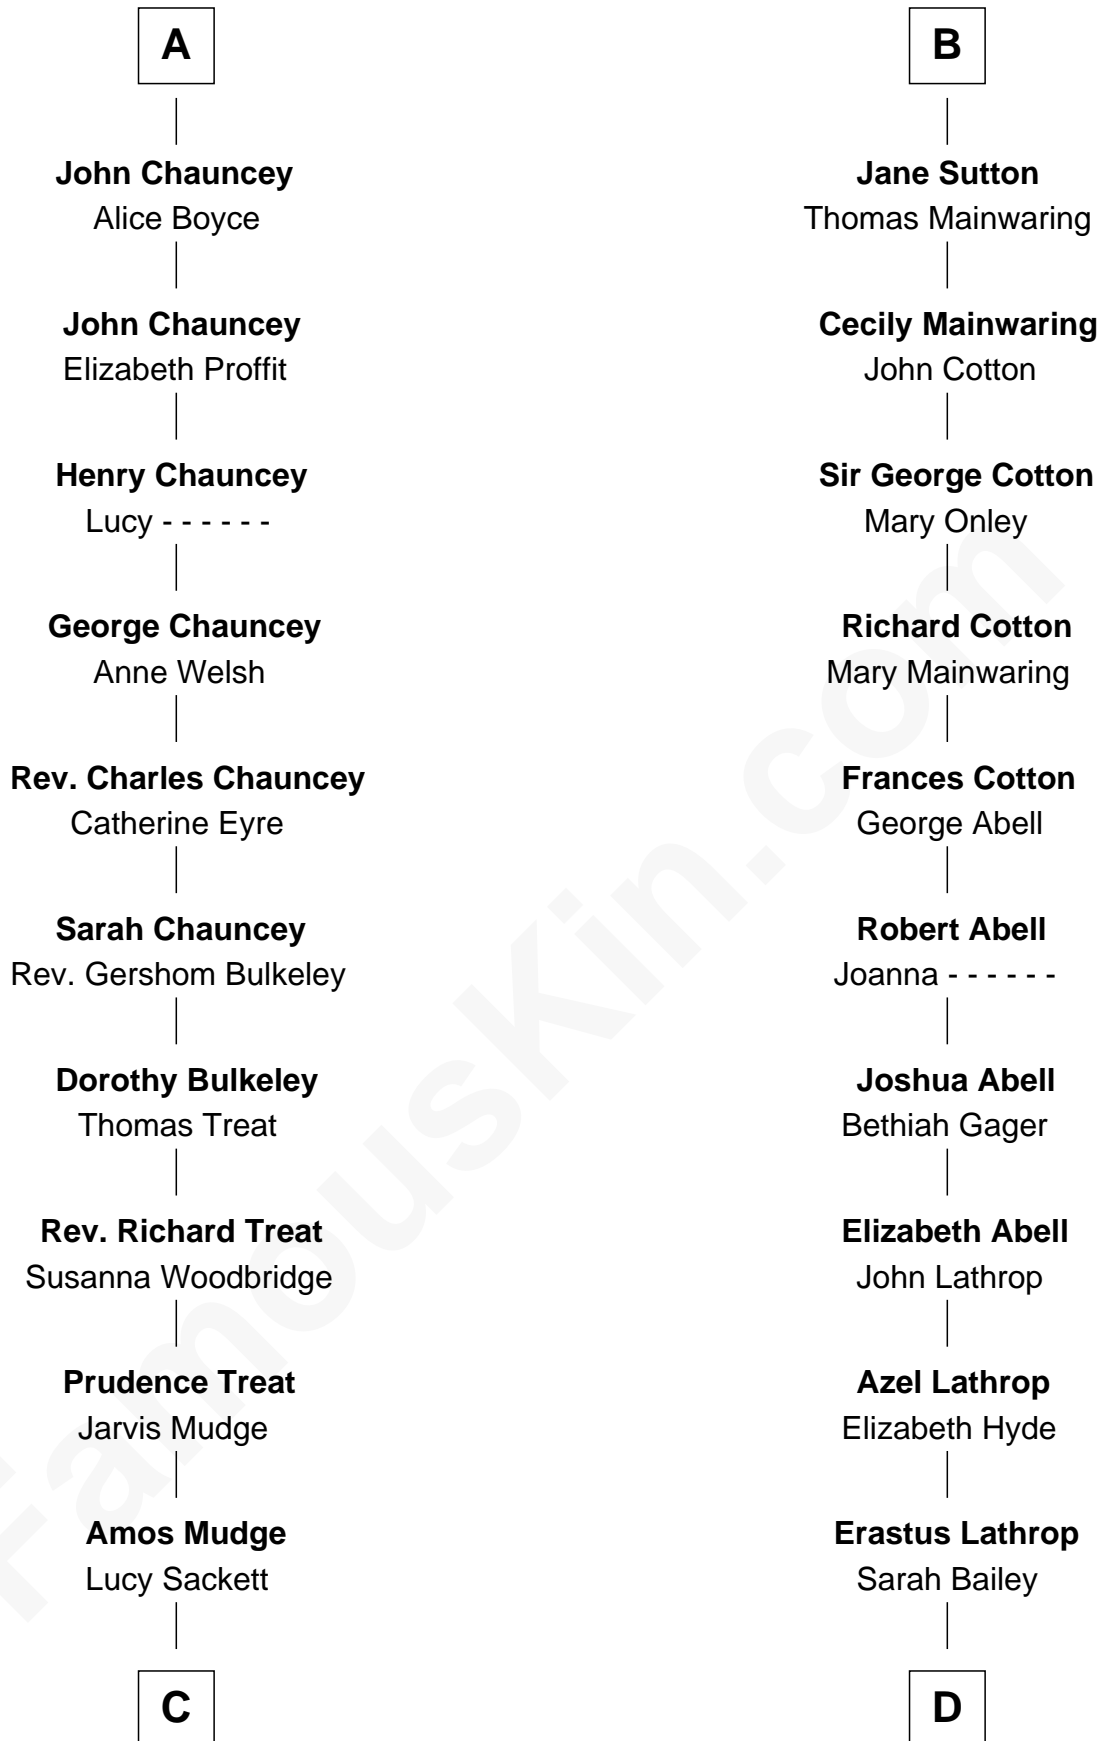 A
John Chauncey
Alice Boyce
John Chauncey
Elizabeth Proffit
Henry Chauncey
Lucy - - - - - -
George Chauncey
Anne Welsh
Rev. Charles Chauncey
Catherine Eyre
Sarah Chauncey
Rev. Gershom Bulkeley
Dorothy Bulkeley
Thomas Treat
Rev. Richard Treat
Susanna Woodbridge
Prudence Treat
Jarvis Mudge
Amos Mudge
Lucy Sackett
C
B
Jane Sutton
Thomas Mainwaring
Cecily Mainwaring
John Cotton
Sir George Cotton
Mary Onley
Richard Cotton
Mary Mainwaring
Frances Cotton
George Abell
Robert Abell
Joanna - - - - - -
Joshua Abell
Bethiah Gager
Elizabeth Abell
John Lathrop
Azel Lathrop
Elizabeth Hyde
Erastus Lathrop
Sarah Bailey
D
FamousKin.com